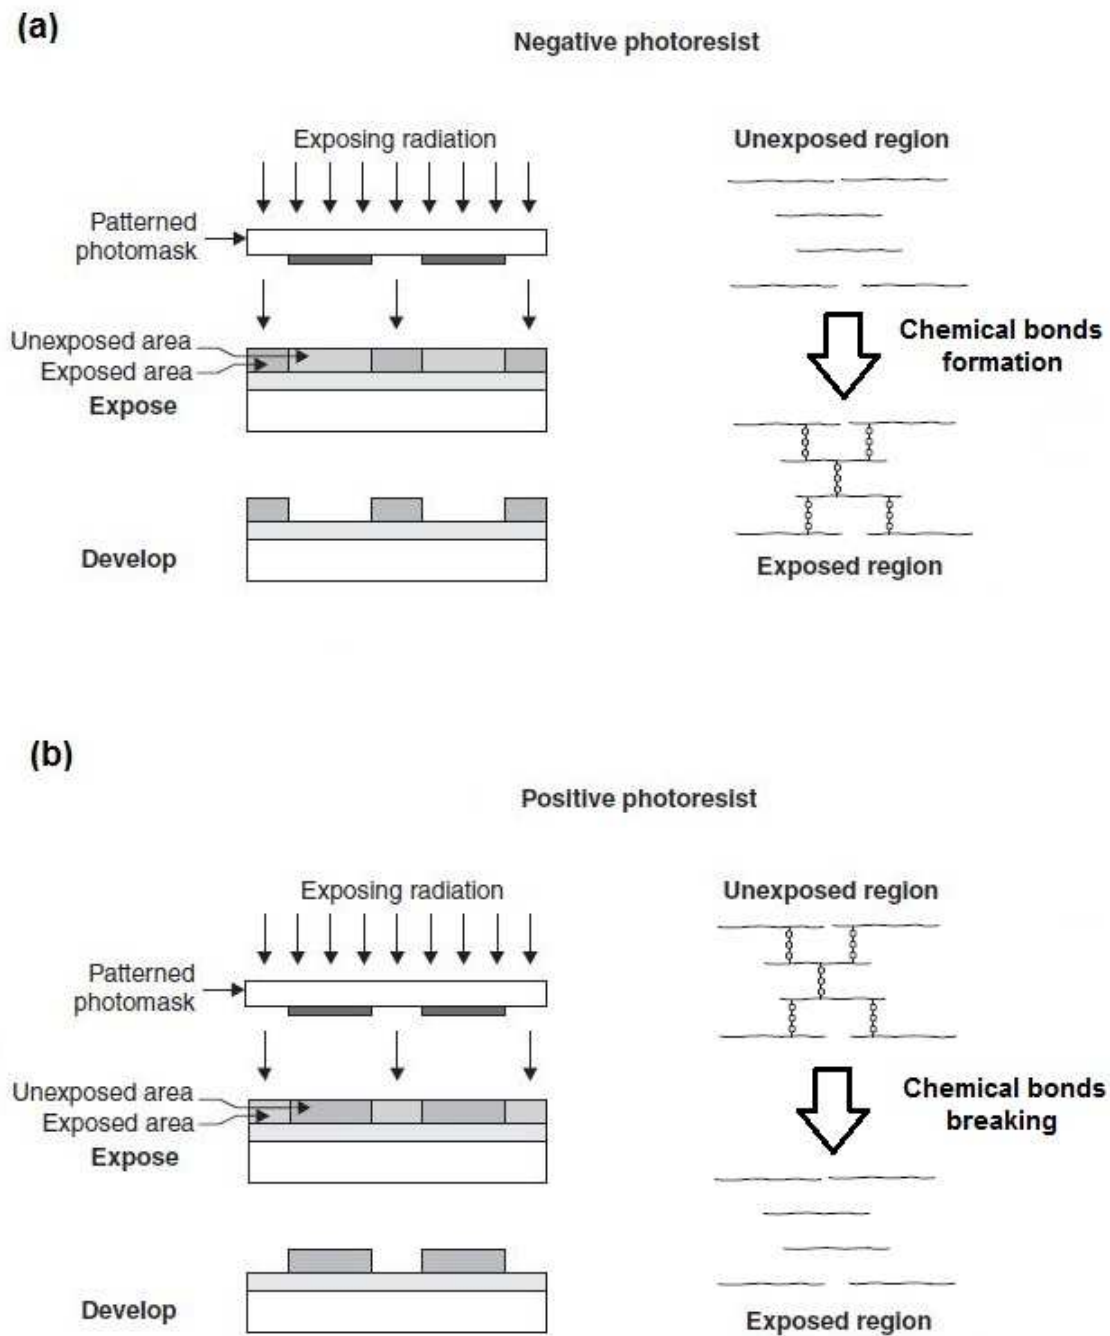 (a)
Negative photoresist
Exposing radiation
Patterned
photomask
Unexposed area
Exposed area
Expose
Develop
Unexposed region
Chemical bonds
formation
Exposed region
(b)
Positive photoresist
Exposing radiation
Patterned
photomask
Unexposed area
Exposed area
Expose
Develop
Unexposed region
Chemical bonds
breaking
Exposed region